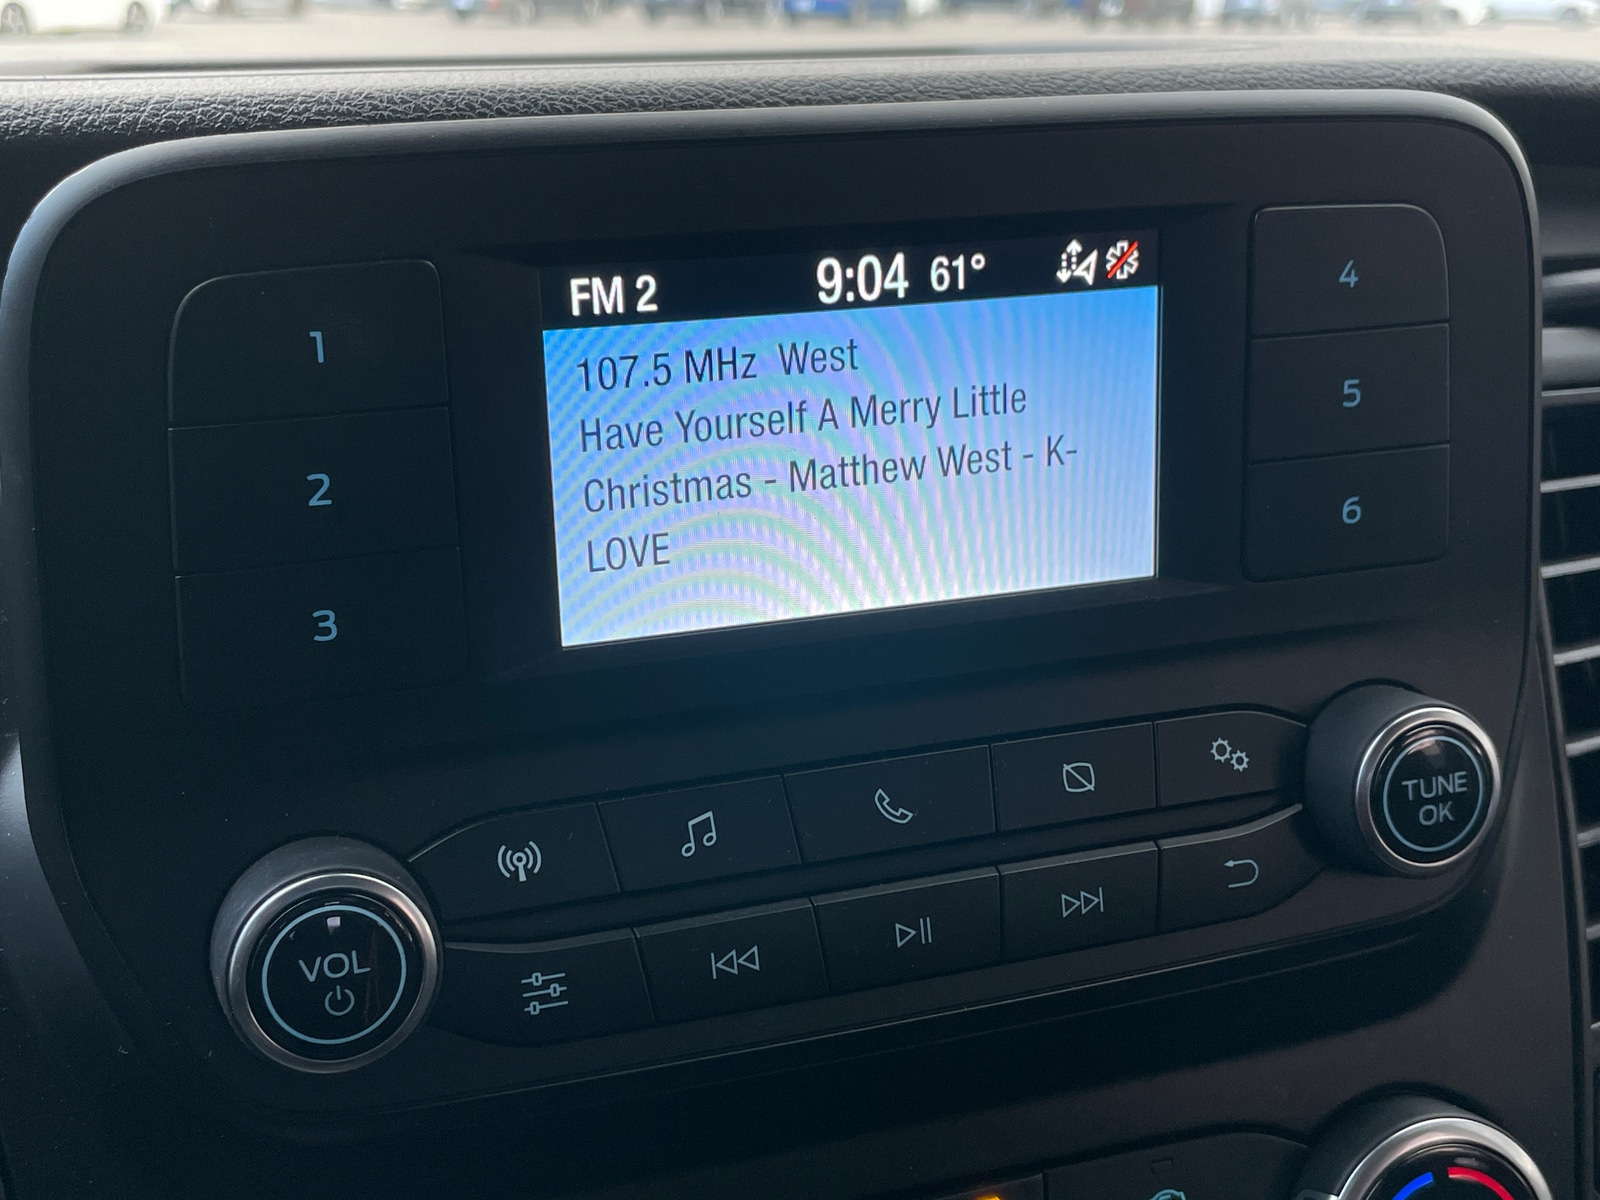 FM 2 9:04 61°
107.5 MHz West
Have Yourself A Merry Little
Christmas - Matthew West - K-
LOVE
1
2
3
4
5
6
VOL
TUNE
OK